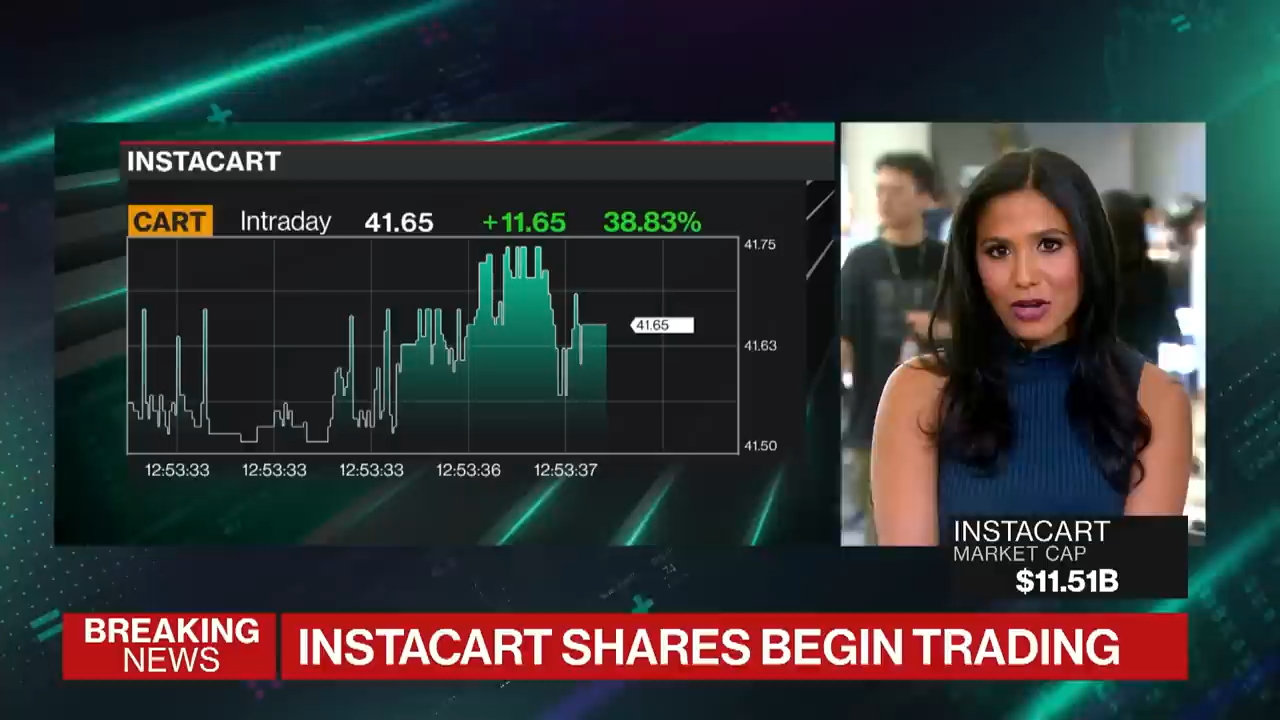 INSTACART
CART Intraday 41.65 +11.65 38.83%
41.75
41.65
41.63
41.50
12:53:33 12:53:33 12:53:33 12:53:36 12:53:37
INSTACART
MARKET CAP
$11.51B
BREAKING
NEWS
INSTACART SHARES BEGIN TRADING